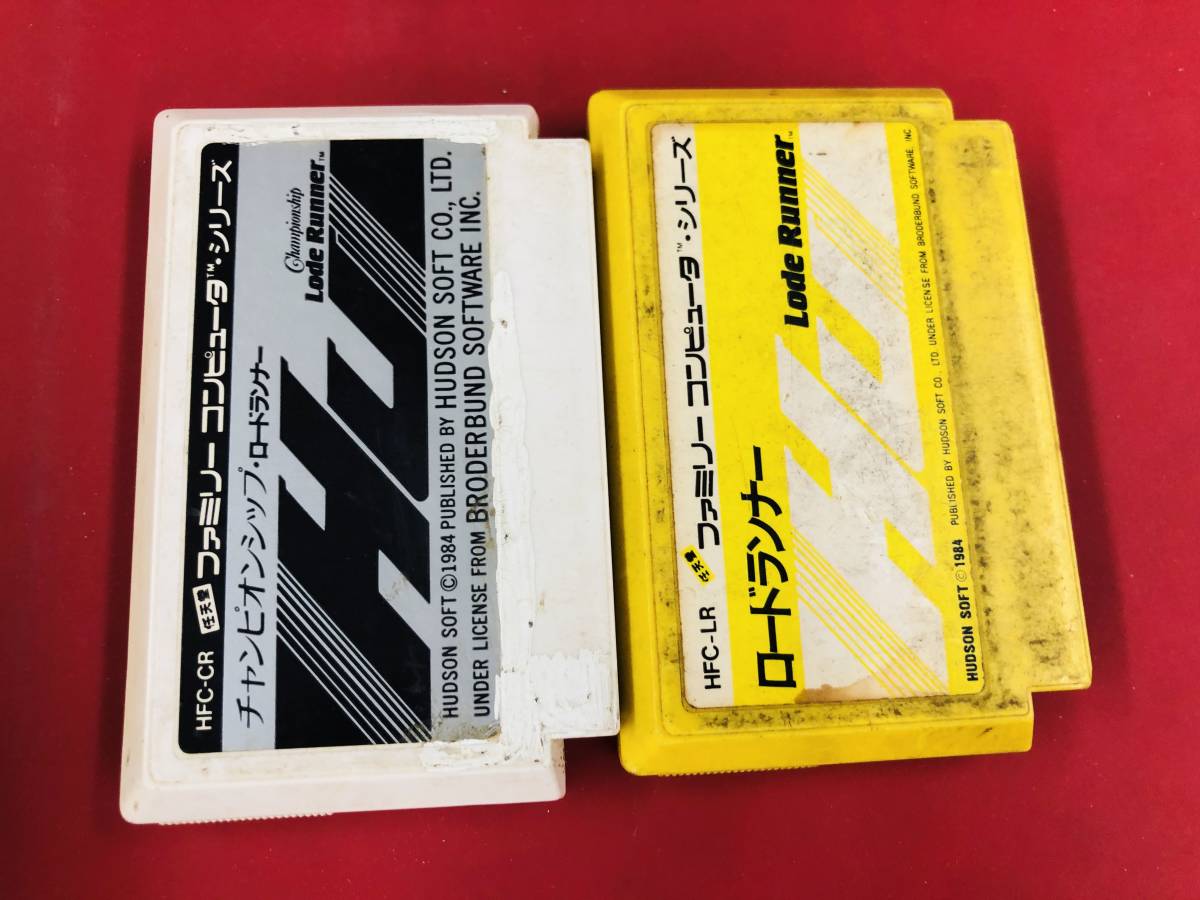 HFC-CR 任天堂 ファミリー コンピュータ™・シリーズ
チャンピオンシップ・ロードランナー
Championship
Lode Runner™
HUDSON SOFT © 1984 PUBLISHED BY HUDSON SOFT CO., LTD.
UNDER LICENSE FROM BRODERBUND SOFTWARE INC.
HFC-LR 任天堂 ファミリー コンピュータ™・シリーズ
ロードランナー
Lode Runner™
HUDSON SOFT © 1984 PUBLISHED BY HUDSON SOFT CO., LTD. UNDER LICENSE FROM BRODERBUND SOFTWARE, INC